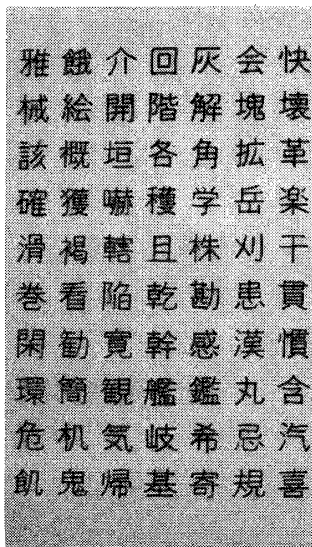 雅餓介回灰会快
械絵開階解塊壊
該概垣各角拡革
確獲嚇穫学岳楽
滑褐轄且株刈干
巻看陥乾勘患貫
閑勧寛幹感漢慣
環簡観艦鑑丸含
危机気岐希忌汽
飢鬼帰基寄規喜